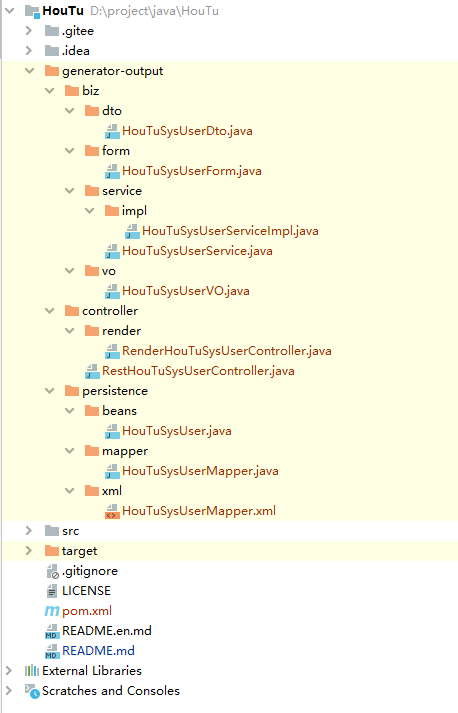 HouTu D:\project\java\HouTu
.gitee
.idea
generator-output
biz
dto
HouTuSysUserDto.java
form
HouTuSysUserForm.java
service
impl
HouTuSysUserServiceImpl.java
HouTuSysUserService.java
vo
HouTuSysUserVO.java
controller
render
RenderHouTuSysUserController.java
RestHouTuSysUserController.java
persistence
beans
HouTuSysUser.java
mapper
HouTuSysUserMapper.java
xml
HouTuSysUserMapper.xml
src
target
.gitignore
LICENSE
pom.xml
README.en.md
README.md
External Libraries
Scratches and Consoles